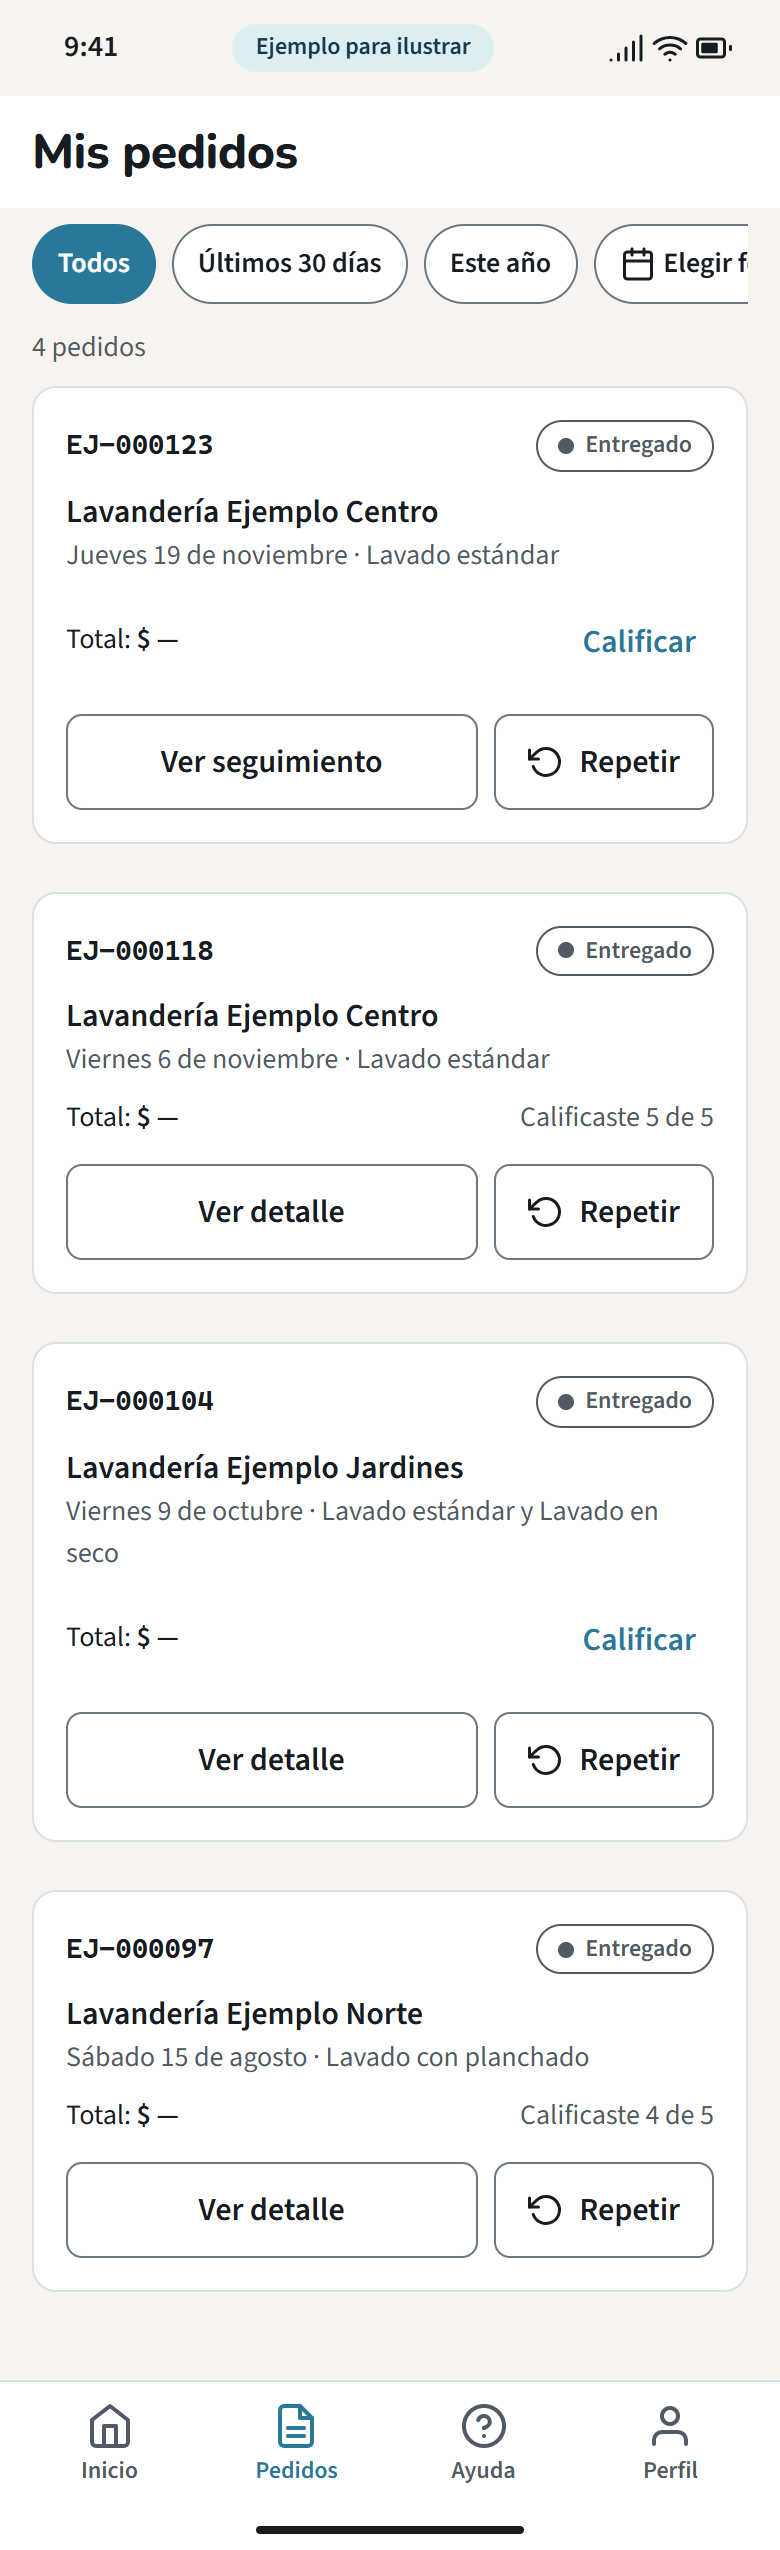 9:41
Ejemplo para ilustrar
Mis pedidos
Todos
Últimos 30 días
Este año
Elegir f
4 pedidos
EJ-000123
Entregado
Lavandería Ejemplo Centro
Jueves 19 de noviembre · Lavado estándar
Total: $ —
Calificar
Ver seguimiento
Repetir
EJ-000118
Entregado
Lavandería Ejemplo Centro
Viernes 6 de noviembre · Lavado estándar
Total: $ —
Calificaste 5 de 5
Ver detalle
Repetir
EJ-000104
Entregado
Lavandería Ejemplo Jardines
Viernes 9 de octubre · Lavado estándar y Lavado en
seco
Total: $ —
Calificar
Ver detalle
Repetir
EJ-000097
Entregado
Lavandería Ejemplo Norte
Sábado 15 de agosto · Lavado con planchado
Total: $ —
Calificaste 4 de 5
Ver detalle
Repetir
Inicio
Pedidos
Ayuda
Perfil